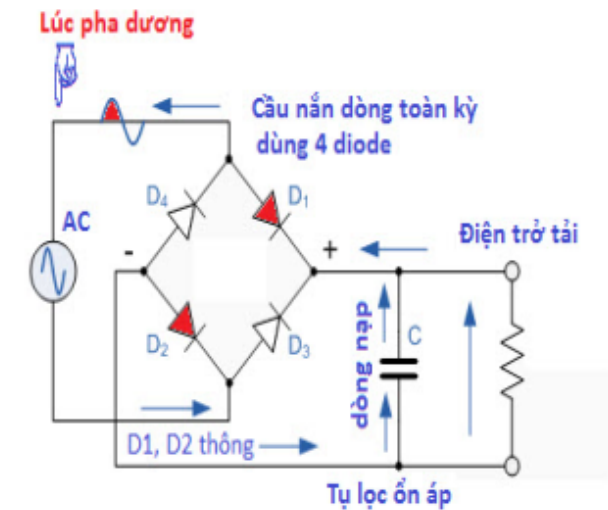 Lúc pha dương
Cầu nắn dòng toàn kỳ
dùng 4 diode
D4
D1
AC
-
+
Điện trở tải
D2
D3
dòng nạp
C
D1, D2 thông
Tụ lọc ổn áp